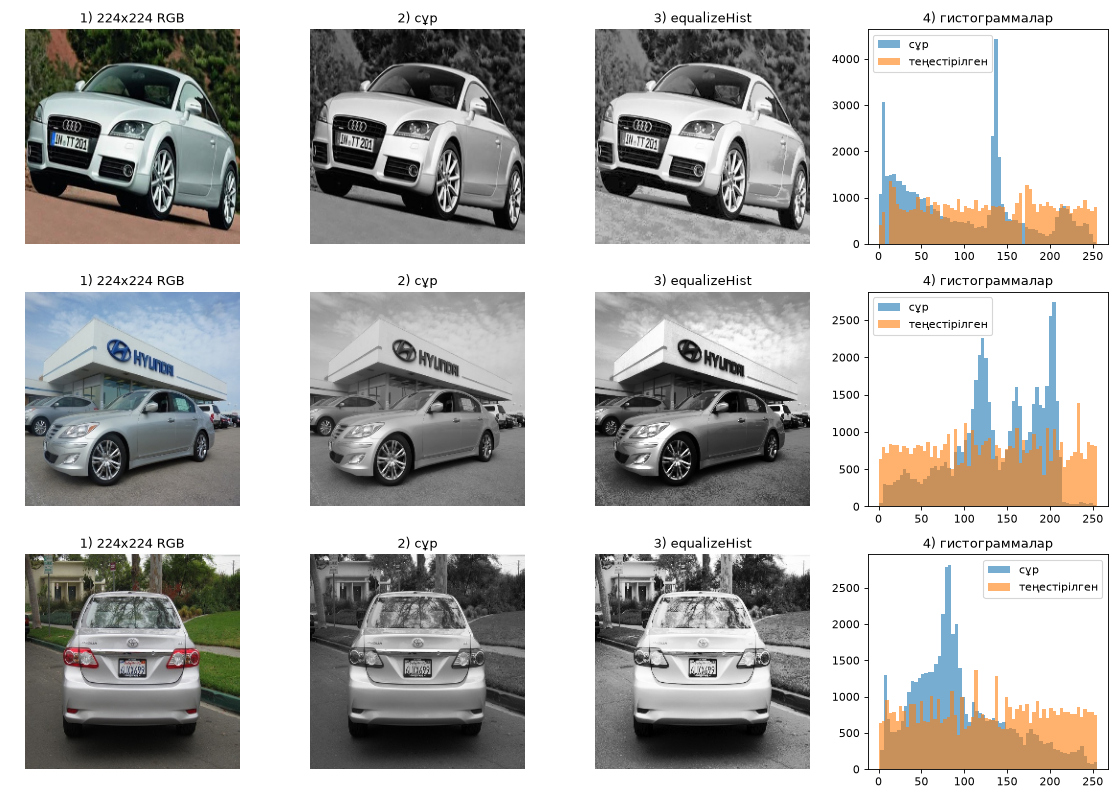 1) 224x224 RGB
2) сұр
3) equalizeHist
4) гистограммалар
IN·TT 201
сұр
теңестірілген
4000
3000
2000
1000
0
0 50 100 150 200 250
1) 224x224 RGB
2) сұр
3) equalizeHist
4) гистограммалар
HYUNDAI
HYUNDAI
HYUNDAI
сұр
теңестірілген
2500
2000
1500
1000
500
0
0 50 100 150 200 250
1) 224x224 RGB
2) сұр
3) equalizeHist
4) гистограммалар
сұр
теңестірілген
2500
2000
1500
1000
500
0
0 50 100 150 200 250